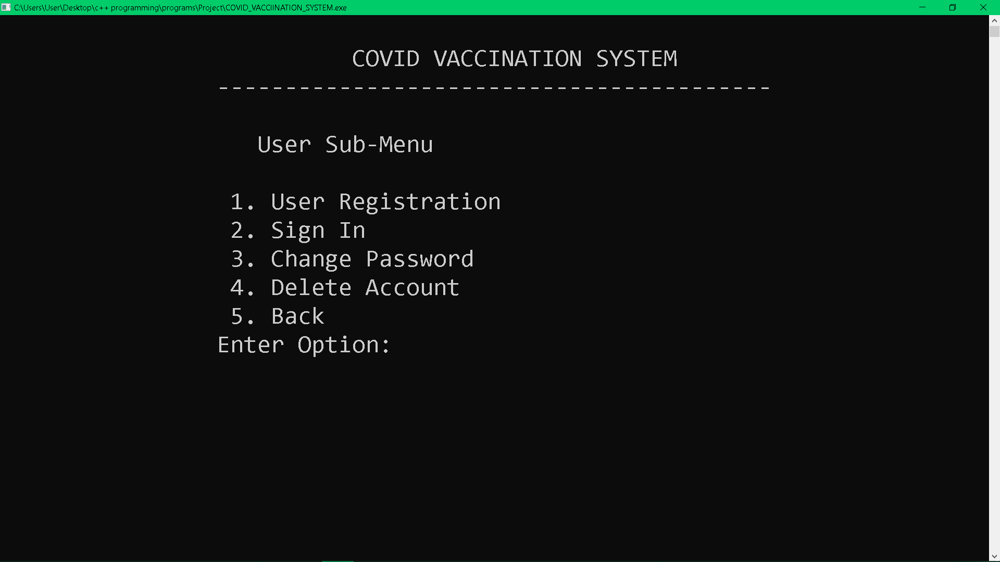 C:\Users\User\Desktop\c++ programming\programs\Project\COVID_VACCIINATION_SYSTEM.exe
COVID VACCINATION SYSTEM
-----------------------------------------
User Sub-Menu
1. User Registration
2. Sign In
3. Change Password
4. Delete Account
5. Back
Enter Option: